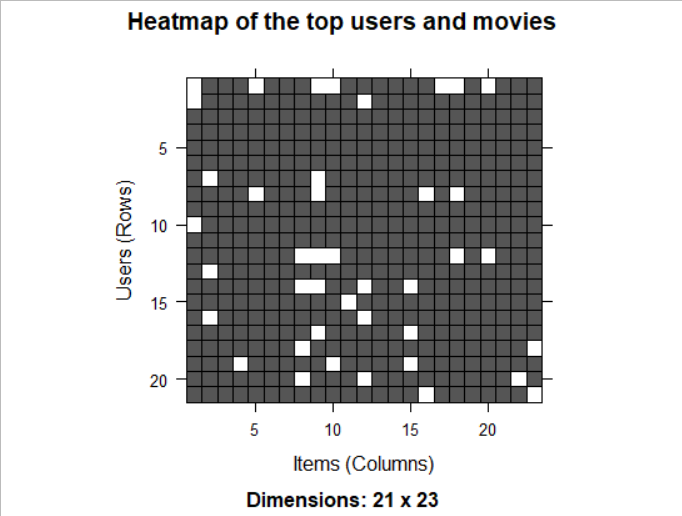 Heatmap of the top users and movies
Users (Rows)
5
10
15
20
5 10 15 20
Items (Columns)
Dimensions: 21 x 23